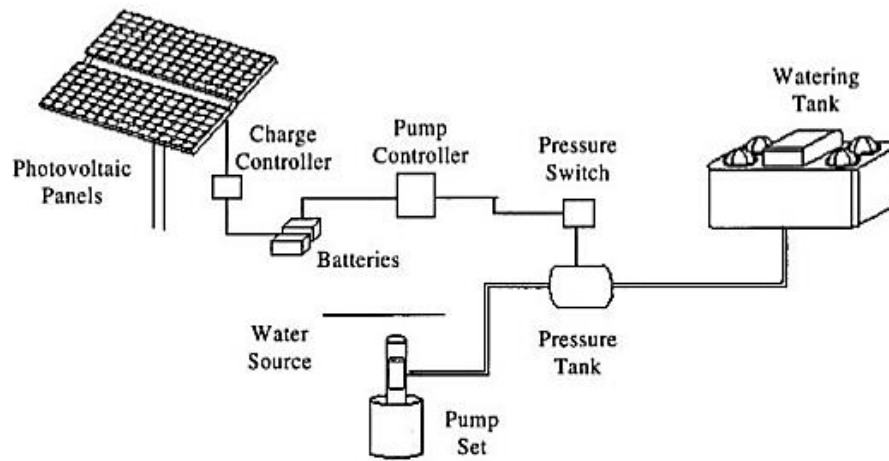 Watering
Tank
Charge
Controller
Pump
Controller
Pressure
Switch
Photovoltaic
Panels
Batteries
Water
Source
Pressure
Tank
Pump
Set